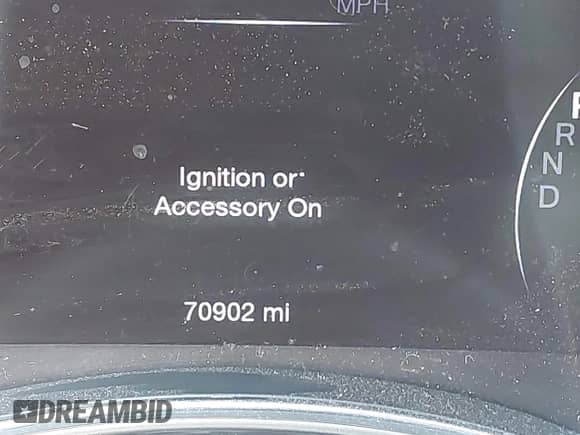 MPH
P
R
N
D
Ignition or
Accessory On
70902 mi
DREAMBID